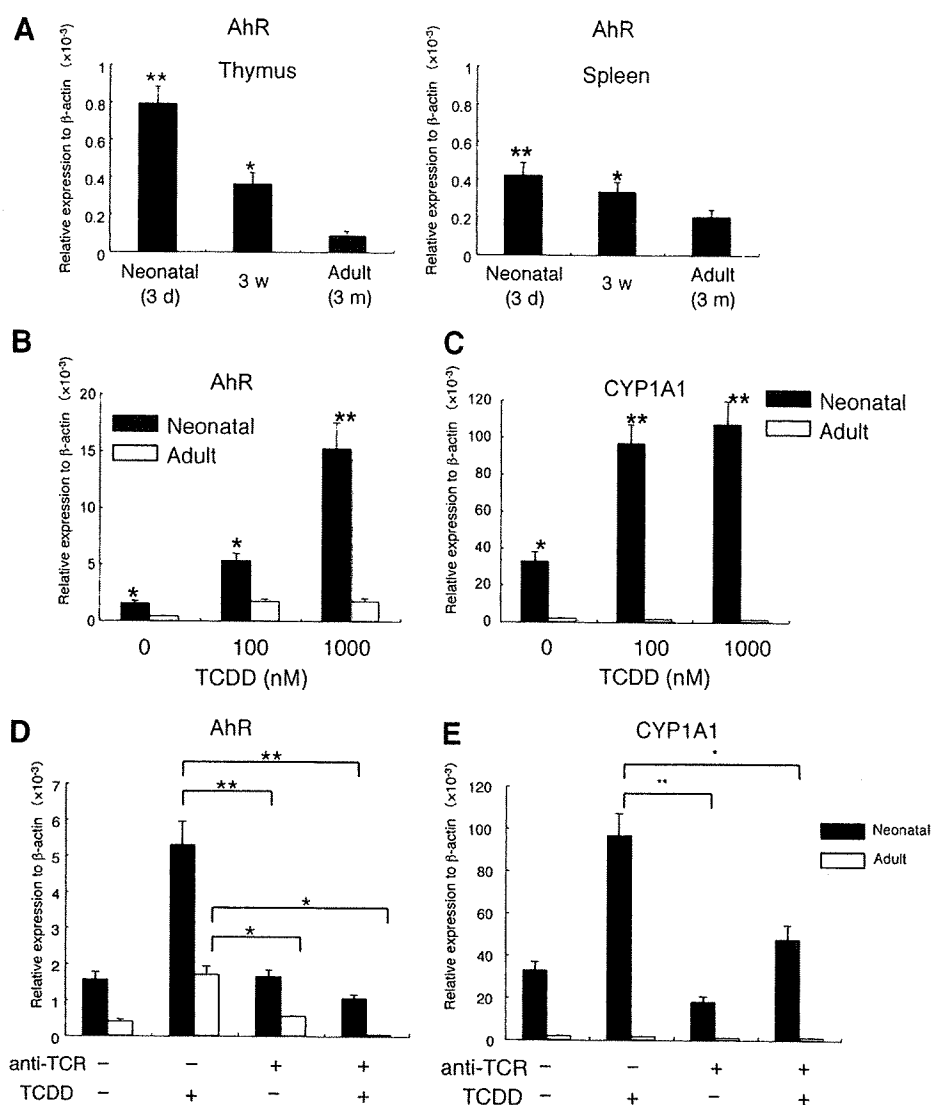 A
AhR
Thymus
Relative expression to β-actin (×10⁻³)
1
0.8
0.6
0.4
0.2
0
**
*
Neonatal (3 d)
3 w
Adult (3 m)
AhR
Spleen
Relative expression to β-actin (×10⁻³)
1
0.8
0.6
0.4
0.2
0
**
*
Neonatal (3 d)
3 w
Adult (3 m)
B
AhR
Relative expression to β-actin (×10⁻³)
20
15
10
5
0
Neonatal
Adult
*
*
**
0
100
1000
TCDD (nM)
C
CYP1A1
Relative expression to β-actin (×10⁻³)
120
100
80
60
40
20
0
*
**
**
Neonatal
Adult
0
100
1000
TCDD (nM)
D
AhR
Relative expression to β-actin (×10⁻³)
7
6
5
4
3
2
1
0
**
**
*
*
anti-TCR − − + +
TCDD − + − +
E
CYP1A1
Relative expression to β-actin (×10⁻³)
120
100
80
60
40
20
0
*
**
Neonatal
Adult
anti-TCR − − + +
TCDD − + − +